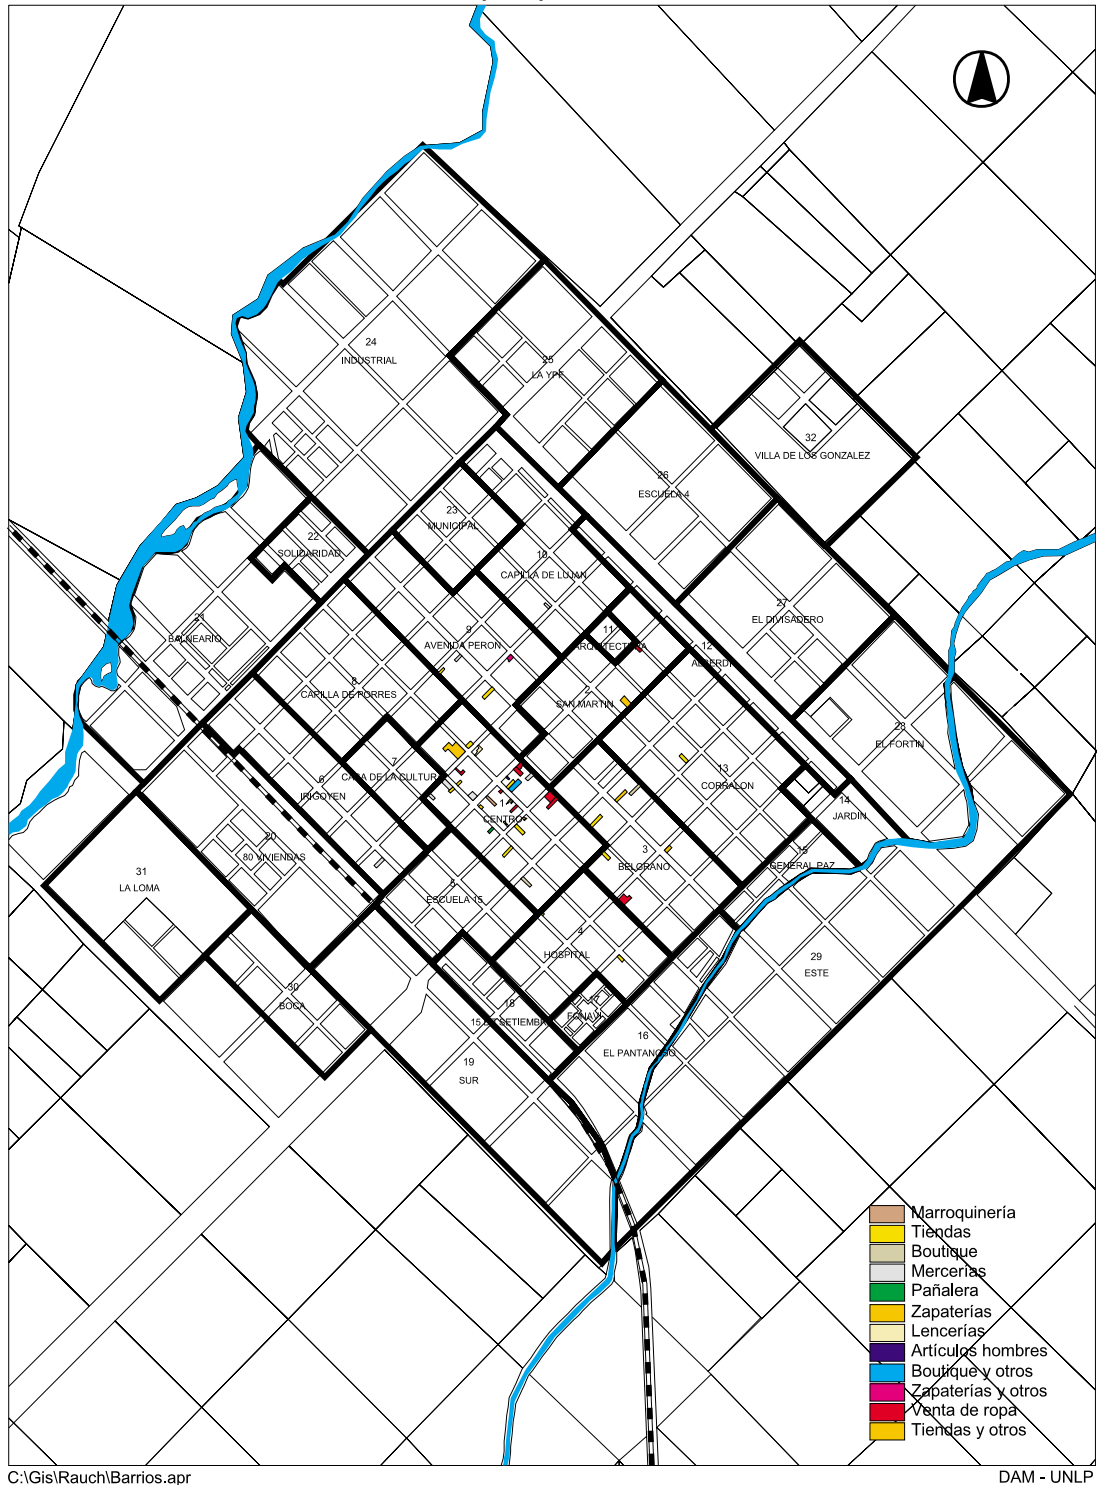 24
INDUSTRIAL
25
LA YPF
32
VILLA DE LOS GONZALEZ
26
ESCUELA 4
23
MUNICIPAL
22
SOLIDARIDAD
10
CAPILLA DE LUJAN
27
EL DIVISADERO
21
BALNEARIO
9
AVENIDA PERON
11
ARQUITECTURA
12
ALBERDI
8
CAPILLA DE PORRES
2
SAN MARTIN
28
EL FORTIN
7
CASA DE LA CULTURA
13
CORRALON
6
IRIGOYEN
1
CENTRO
14
JARDIN
20
80 VIVIENDAS
3
BELGRANO
15
GENERAL PAZ
31
LA LOMA
5
ESCUELA 15
4
HOSPITAL
29
ESTE
30
BOCA
18
15 DE SETIEMBRE
FONAVI
16
EL PANTANOSO
19
SUR
Marroquinería
Tiendas
Boutique
Mercerías
Pañalera
Zapaterías
Lencerías
Artículos hombres
Boutique y otros
Zapaterías y otros
Venta de ropa
Tiendas y otros
C:\Gis\Rauch\Barrios.apr
DAM - UNLP